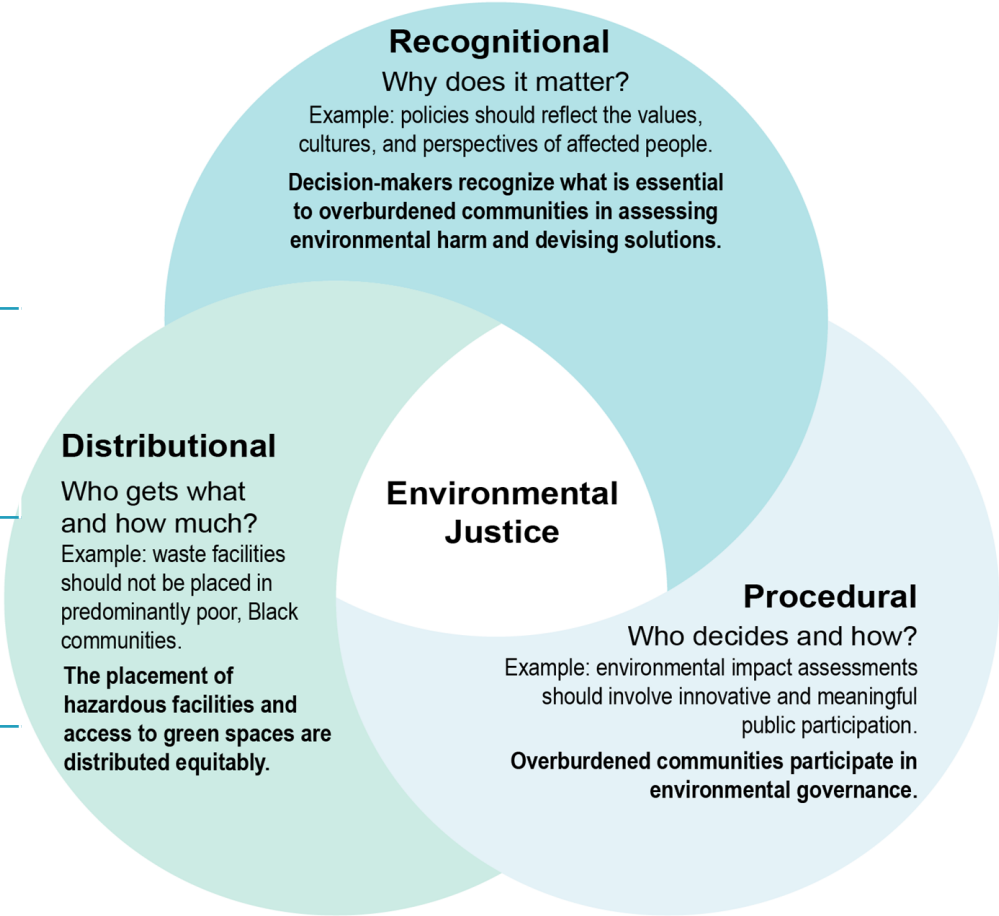 Recognitional
Why does it matter?
Example: policies should reflect the values,
cultures, and perspectives of affected people.
Decision-makers recognize what is essential
to overburdened communities in assessing
environmental harm and devising solutions.
Distributional
Who gets what
and how much?
Example: waste facilities
should not be placed in
predominantly poor, Black
communities.
The placement of
hazardous facilities and
access to green spaces are
distributed equitably.
Environmental
Justice
Procedural
Who decides and how?
Example: environmental impact assessments
should involve innovative and meaningful
public participation.
Overburdened communities participate in
environmental governance.